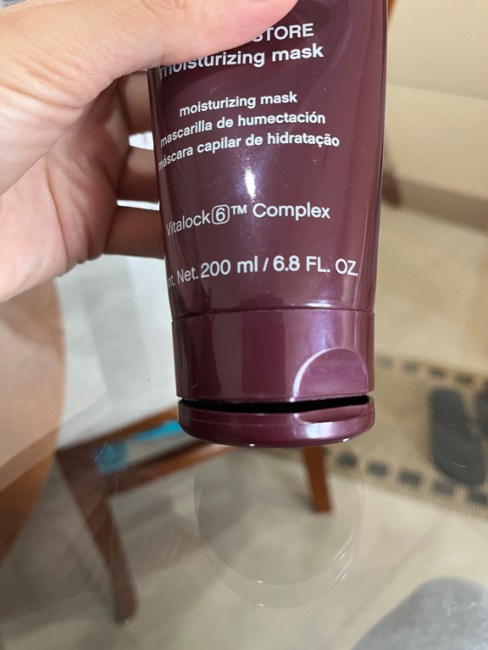 STORE
moisturizing mask
moisturizing mask
mascarilla de humectación
máscara capilar de hidratação
Vitalock6™ Complex
nt. Net. 200 ml / 6.8 FL. OZ.